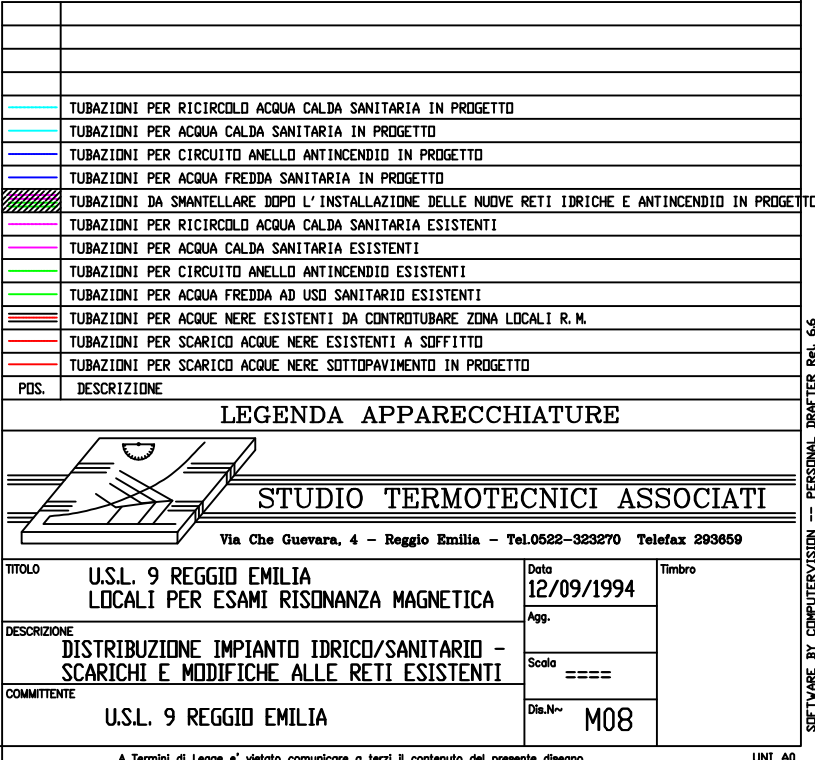 TUBAZIONI PER RICIRCOLO ACQUA CALDA SANITARIA IN PROGETTO
TUBAZIONI PER ACQUA CALDA SANITARIA IN PROGETTO
TUBAZIONI PER CIRCUITO ANELLO ANTINCENDIO IN PROGETTO
TUBAZIONI PER ACQUA FREDDA SANITARIA IN PROGETTO
TUBAZIONI DA SMANTELLARE DOPO L'INSTALLAZIONE DELLE NUOVE RETI IDRICHE E ANTINCENDIO IN PROGETTO
TUBAZIONI PER RICIRCOLO ACQUA CALDA SANITARIA ESISTENTI
TUBAZIONI PER ACQUA CALDA SANITARIA ESISTENTI
TUBAZIONI PER CIRCUITO ANELLO ANTINCENDIO ESISTENTI
TUBAZIONI PER ACQUA FREDDA AD USO SANITARIO ESISTENTI
TUBAZIONI PER ACQUE NERE ESISTENTI DA CONTROTUBARE ZONA LOCALI R.M.
TUBAZIONI PER SCARICO ACQUE NERE ESISTENTI A SOFFITTO
TUBAZIONI PER SCARICO ACQUE NERE SOTTOPAVIMENTO IN PROGETTO
POS. DESCRIZIONE
LEGENDA APPARECCHIATURE
STUDIO TERMOTECNICI ASSOCIATI
Via Che Guevara, 4 - Reggio Emilia - Tel.0522-323270 Telefax 293659
TITOLO
U.S.L. 9 REGGIO EMILIA
LOCALI PER ESAMI RISONANZA MAGNETICA
Data
12/09/1994
Timbro
Agg.
DESCRIZIONE
DISTRIBUZIONE IMPIANTO IDRICO/SANITARIO -
SCARICHI E MODIFICHE ALLE RETI ESISTENTI
Scala ====
COMMITTENTE
U.S.L. 9 REGGIO EMILIA
Dis.N~ M08
A Termini di Legge e' vietato comunicare a terzi il contenuto del presente disegno
UNI A0
SOFTWARE BY COMPUTERVISION -- PERSONAL DRAFTER Rel. 6.6